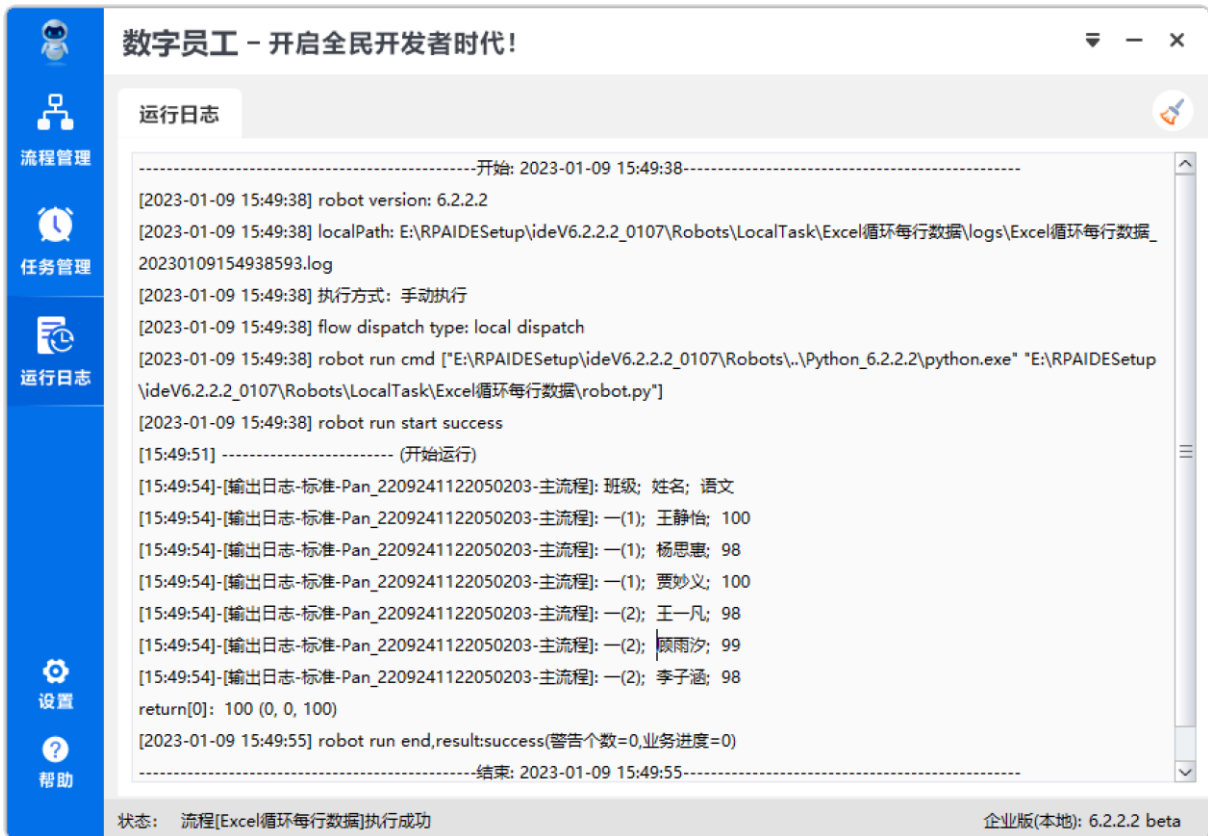 数字员工 – 开启全民开发者时代!
运行日志
流程管理
任务管理
运行日志
设置
帮助
--------------------------------------------------开始: 2023-01-09 15:49:38--------------------------------------------------
[2023-01-09 15:49:38] robot version: 6.2.2.2
[2023-01-09 15:49:38] localPath: E:\RPAIDESetup\ideV6.2.2.2_0107\Robots\LocalTask\Excel循环每行数据\logs\Excel循环每行数据_
20230109154938593.log
[2023-01-09 15:49:38] 执行方式：手动执行
[2023-01-09 15:49:38] flow dispatch type: local dispatch
[2023-01-09 15:49:38] robot run cmd ["E:\RPAIDESetup\ideV6.2.2.2_0107\Robots\..\Python_6.2.2.2\python.exe" "E:\RPAIDESetup
\ideV6.2.2.2_0107\Robots\LocalTask\Excel循环每行数据\robot.py"]
[2023-01-09 15:49:38] robot run start success
[15:49:51] ------------------------- (开始运行)
[15:49:54]-[输出日志-标准-Pan_2209241122050203-主流程]: 班级；姓名；语文
[15:49:54]-[输出日志-标准-Pan_2209241122050203-主流程]: 一(1)；王静怡；100
[15:49:54]-[输出日志-标准-Pan_2209241122050203-主流程]: 一(1)；杨思惠；98
[15:49:54]-[输出日志-标准-Pan_2209241122050203-主流程]: 一(1)；贾妙义；100
[15:49:54]-[输出日志-标准-Pan_2209241122050203-主流程]: 一(2)；王一凡；98
[15:49:54]-[输出日志-标准-Pan_2209241122050203-主流程]: 一(2)；顾雨汐；99
[15:49:54]-[输出日志-标准-Pan_2209241122050203-主流程]: 一(2)；李子涵；98
return[0]：100 (0, 0, 100)
[2023-01-09 15:49:55] robot run end,result:success(警告个数=0,业务进度=0)
--------------------------------------------------结束: 2023-01-09 15:49:55--------------------------------------------------
状态： 流程[Excel循环每行数据]执行成功
企业版(本地): 6.2.2.2 beta